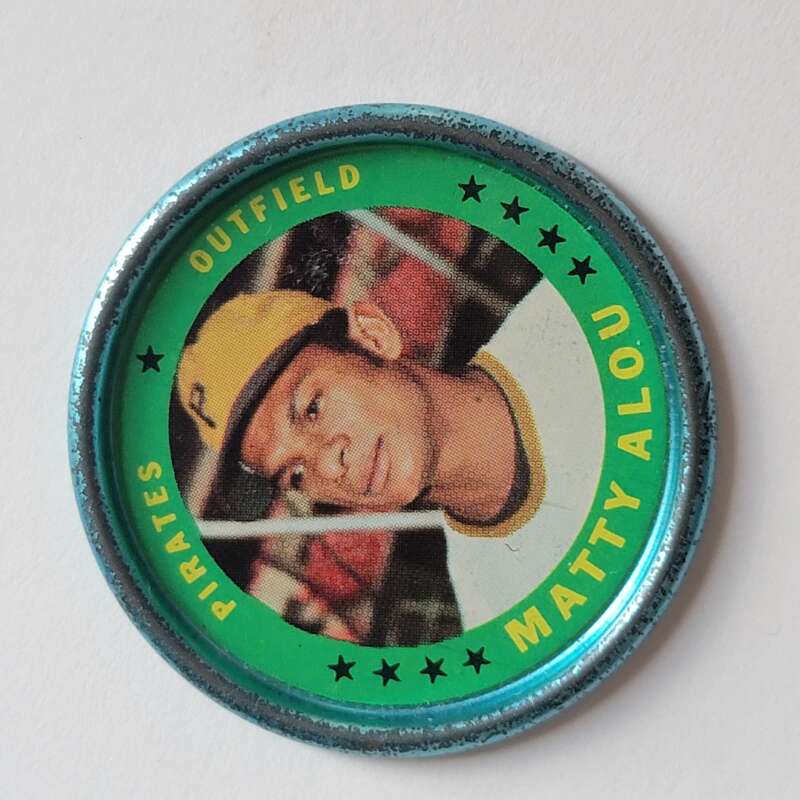 PIRATES
OUTFIELD
MATTY ALOU
P